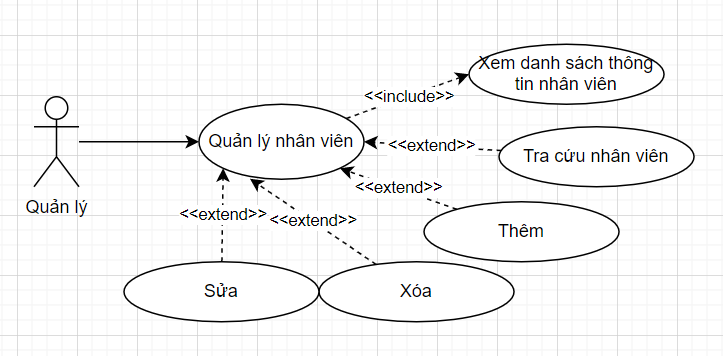 Xem danh sách thông
tin nhân viên
<<include>>
Quản lý nhân viên
<<extend>>
Tra cứu nhân viên
<<extend>>
Quản lý
<<extend>>
<<extend>>
Thêm
Sửa
Xóa